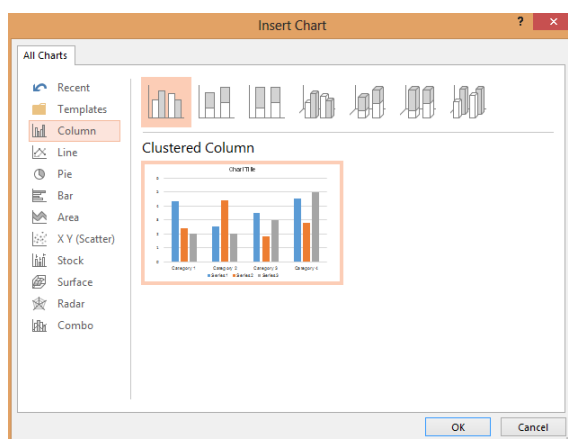 Insert Chart
?
All Charts
Recent
Templates
Column
Line
Pie
Bar
Area
X Y (Scatter)
Stock
Surface
Radar
Combo
Clustered Column
Chart Title
Category 1 Category 2 Category 3 Category 4
Series1 Series2 Series3
OK Cancel